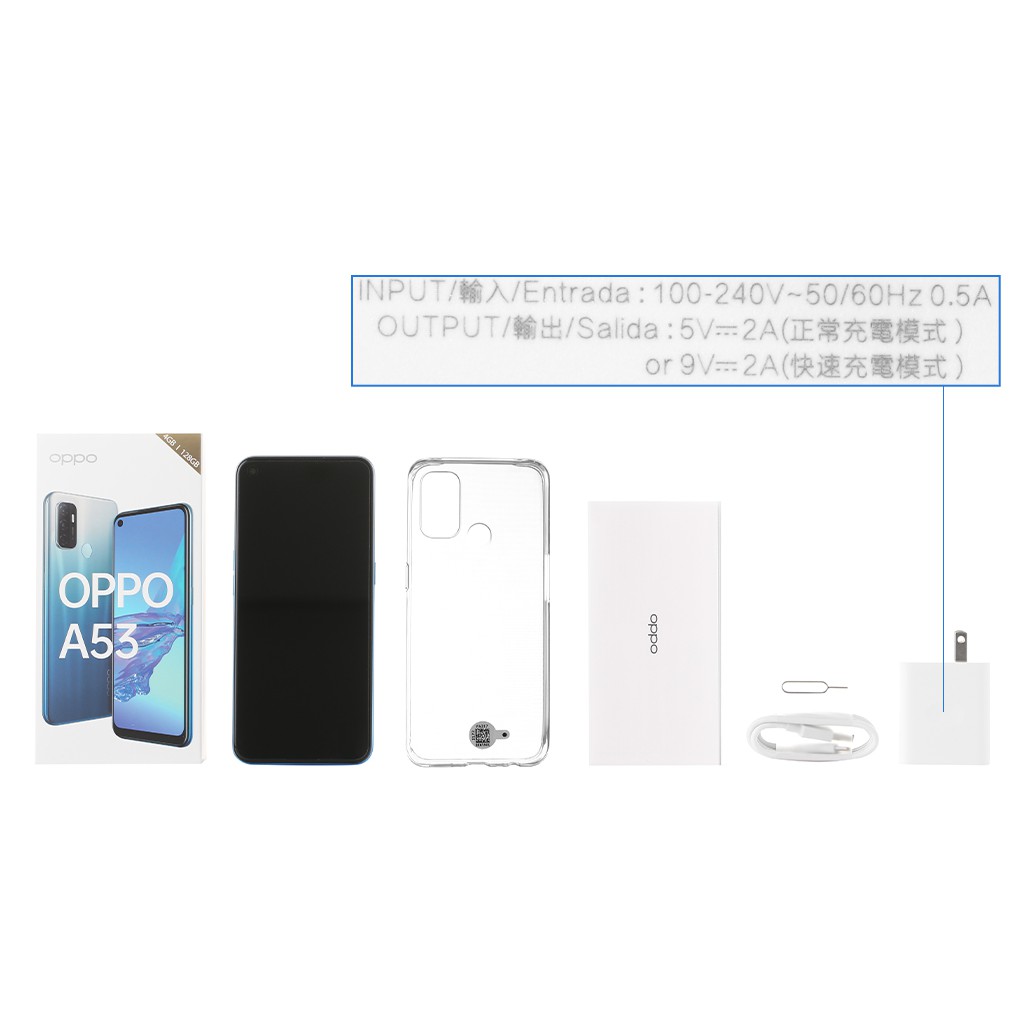 INPUT/輸入/Entrada : 100-240V~50/60Hz 0.5A
OUTPUT/輸出/Salida : 5V⎓2A(正常充電模式)
or 9V⎓2A(快速充電模式)
oppo
4GB | 128GB
OPPO
A53
oppo